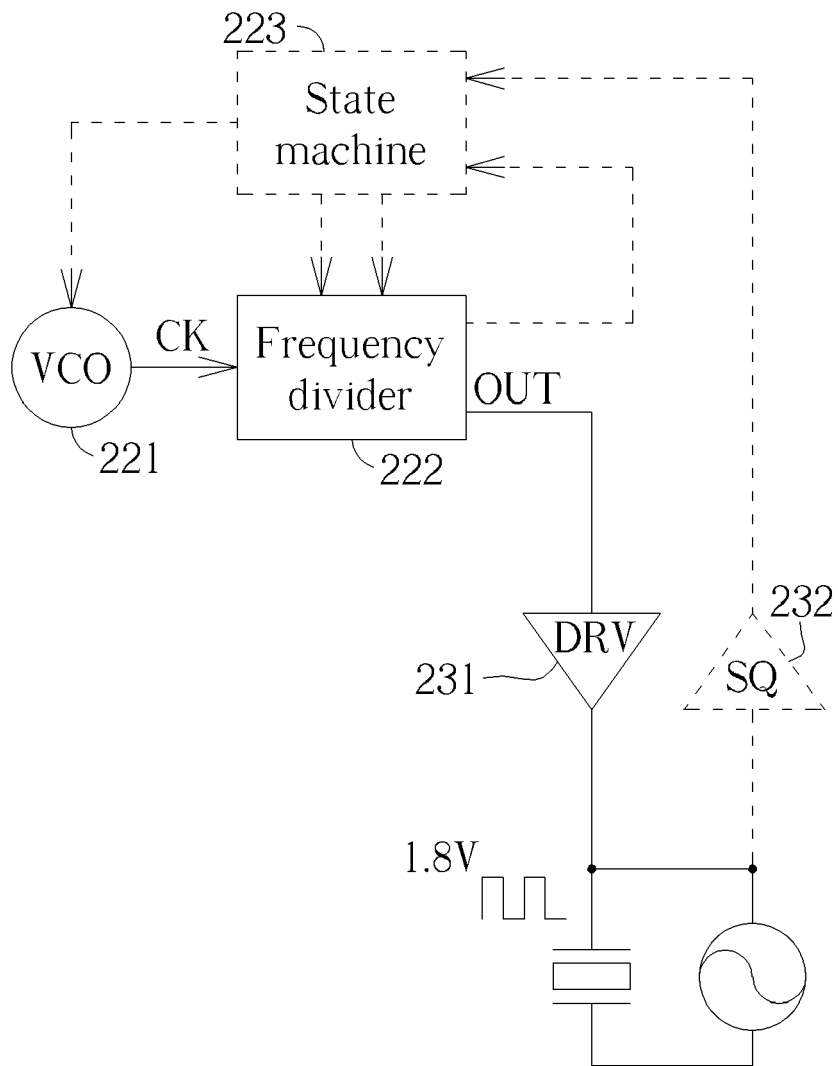 223
State
machine
VCO
CK
Frequency
divider
OUT
221
222
DRV
231
232
SQ
1.8V